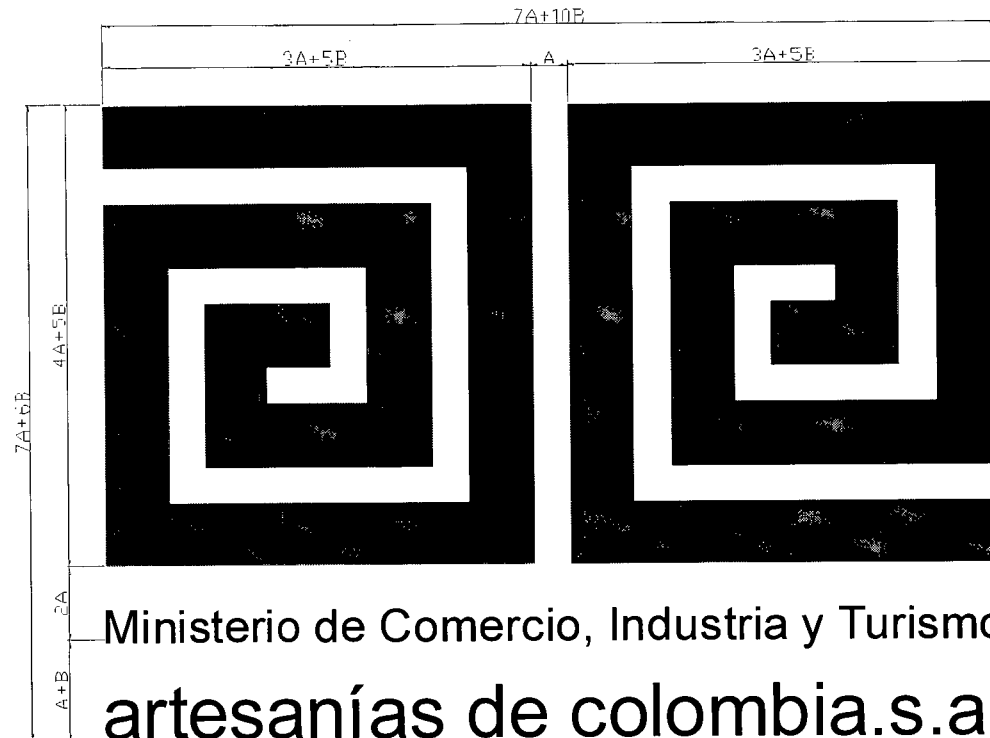 7A+10B
3A+5B A 3A+5B
4A+5B
7A+6B
2A
Ministerio de Comercio, Industria y Turismo
A+B
artesanías de colombia.s.a